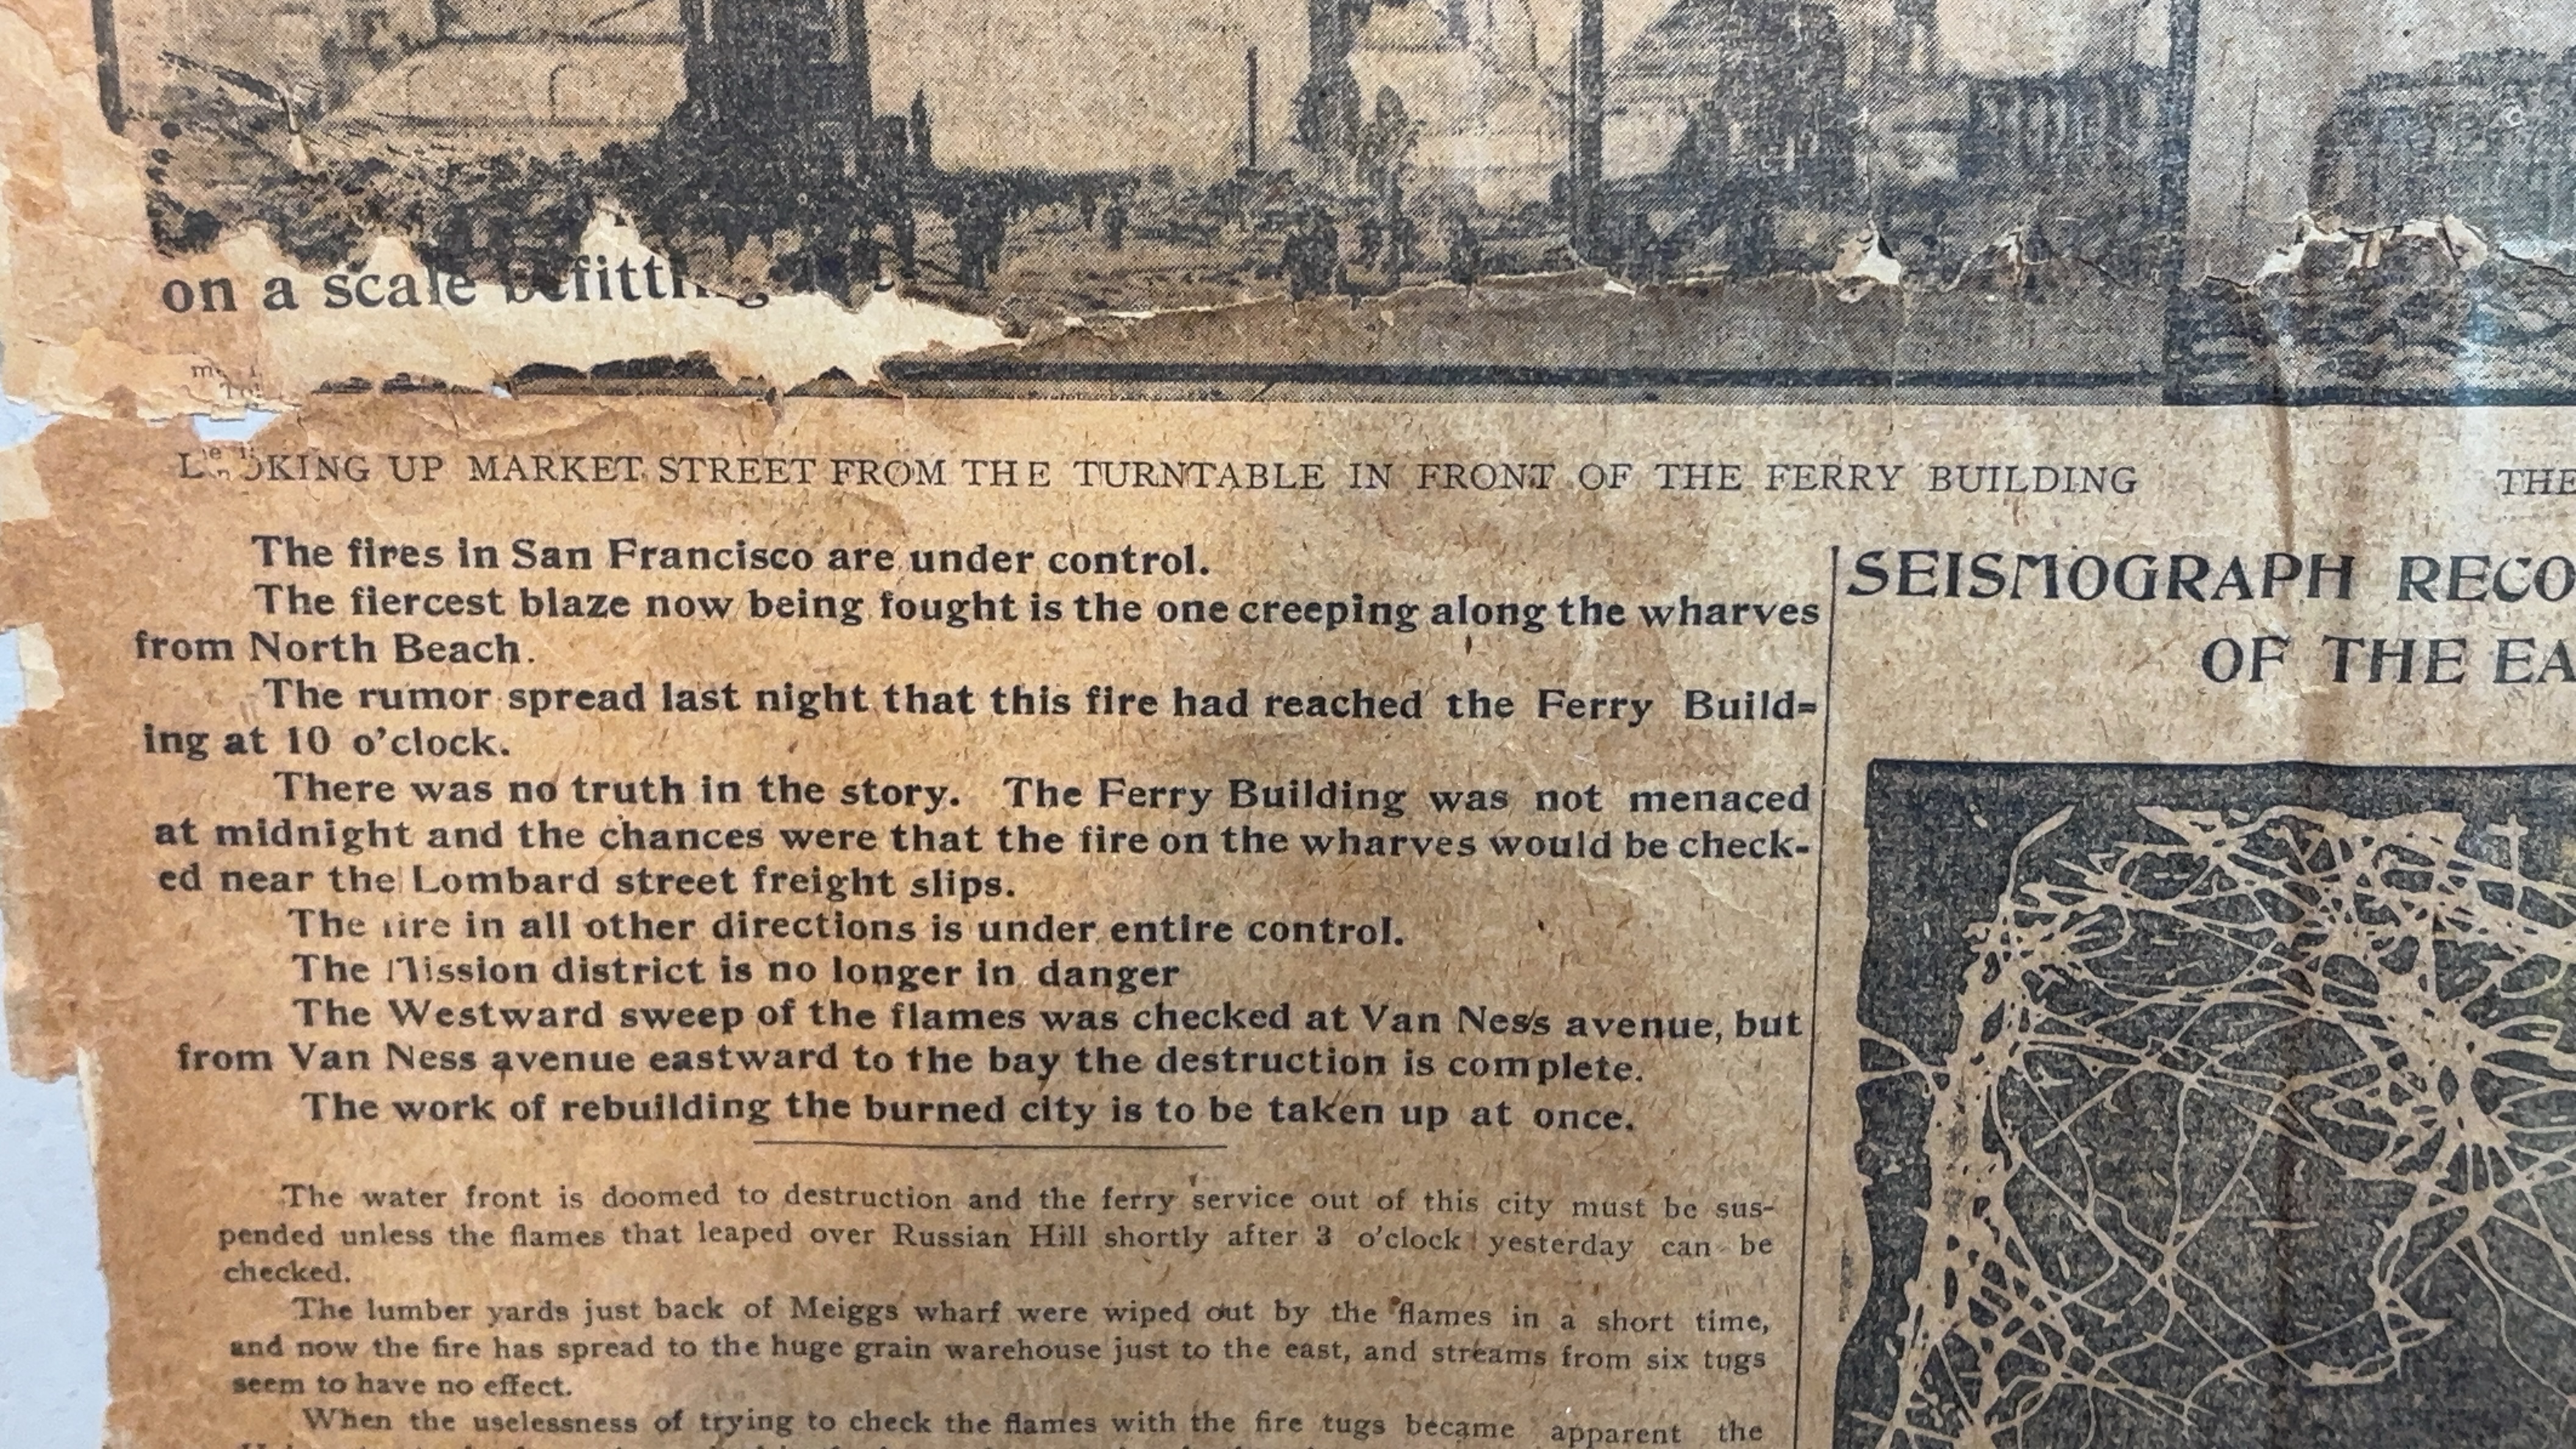 on a scale befitting
LOOKING UP MARKET STREET FROM THE TURNTABLE IN FRONT OF THE FERRY BUILDING
THE
The fires in San Francisco are under control.
The fiercest blaze now being fought is the one creeping along the wharves
from North Beach.
The rumor spread last night that this fire had reached the Ferry Build=
ing at 10 o'clock.
There was no truth in the story. The Ferry Building was not menaced
at midnight and the chances were that the fire on the wharves would be check-
ed near the Lombard street freight slips.
The fire in all other directions is under entire control.
The Mission district is no longer in danger
The Westward sweep of the flames was checked at Van Ness avenue, but
from Van Ness avenue eastward to the bay the destruction is complete.
The work of rebuilding the burned city is to be taken up at once.
The water front is doomed to destruction and the ferry service out of this city must be sus-
pended unless the flames that leaped over Russian Hill shortly after 3 o'clock yesterday can be
checked.
The lumber yards just back of Meiggs wharf were wiped out by the flames in a short time,
and now the fire has spread to the huge grain warehouse just to the east, and streams from six tugs
seem to have no effect.
When the uselessness of trying to check the flames with the fire tugs became apparent the
SEISMOGRAPH RECO
OF THE EA